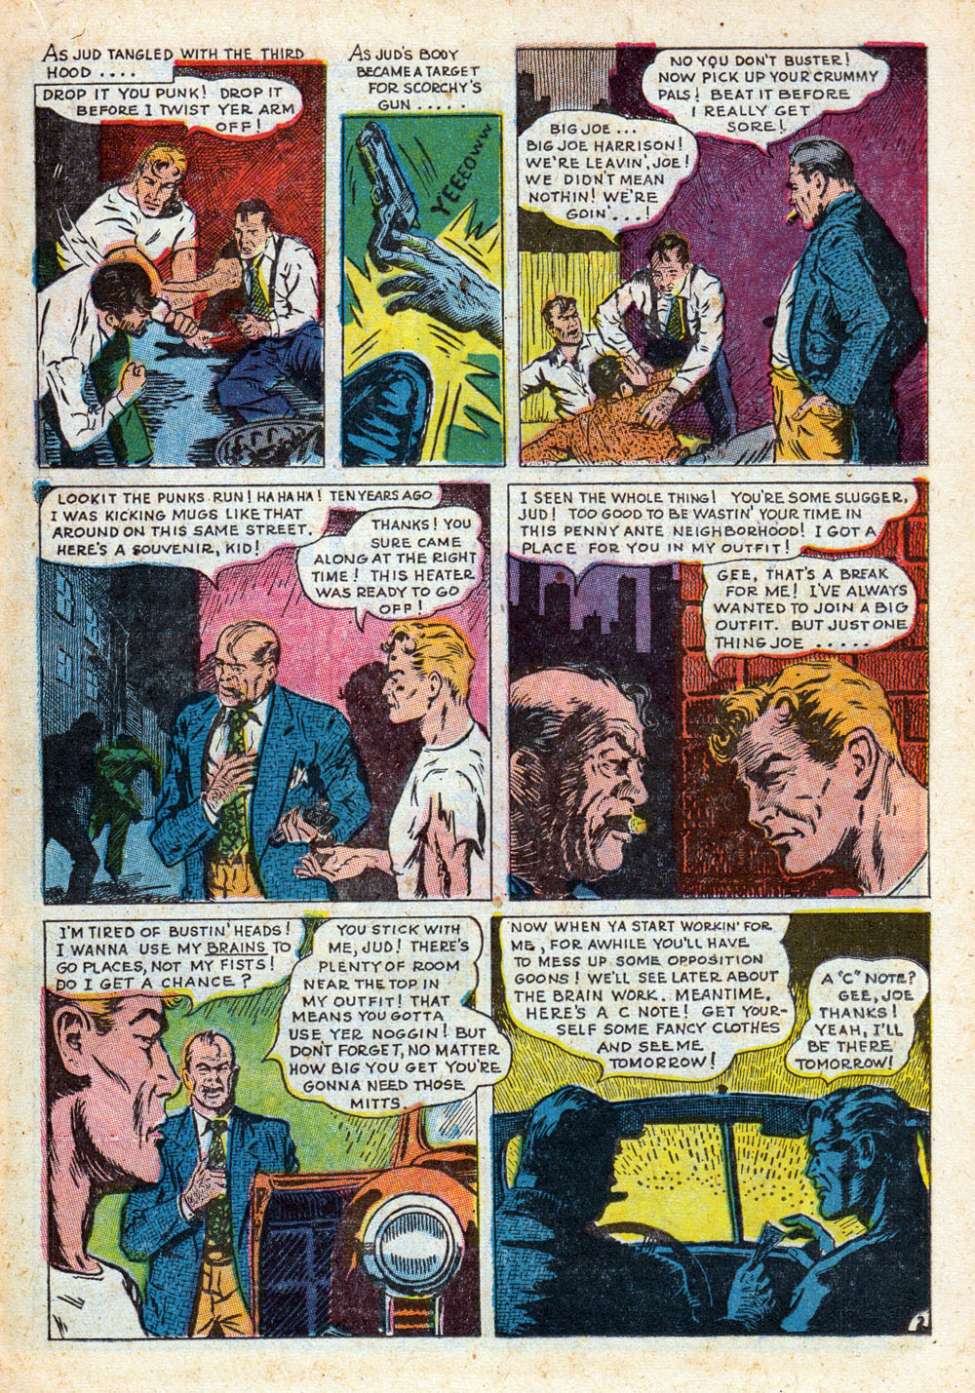 AS JUD TANGLED WITH THE THIRD
HOOD ....
DROP IT YOU PUNK! DROP IT
BEFORE I TWIST YER ARM
OFF!
AS JUD'S BODY
BECAME A TARGET
FOR SCORCHY'S
GUN .....
YEEEOWW
NO YOU DON'T BUSTER!
NOW PICK UP YOUR CRUMMY
PALS! BEAT IT BEFORE
I REALLY GET
SORE!
BIG JOE ...
BIG JOE HARRISON!
WE'RE LEAVIN', JOE!
WE DIDN'T MEAN
NOTHIN! WE'RE
GOIN'...!
LOOKIT THE PUNKS RUN! HA HA HA! TEN YEARS AGO
I WAS KICKING MUGS LIKE THAT
AROUND ON THIS SAME STREET.
HERE'S A SOUVENIR, KID!
THANKS! YOU
SURE CAME
ALONG AT THE RIGHT
TIME! THIS HEATER
WAS READY TO GO
OFF!
I SEEN THE WHOLE THING! YOU'RE SOME SLUGGER,
JUD! TOO GOOD TO BE WASTIN' YOUR TIME IN
THIS PENNY ANTE NEIGHBORHOOD! I GOT A
PLACE FOR YOU IN MY OUTFIT!
GEE, THAT'S A BREAK
FOR ME! I'VE ALWAYS
WANTED TO JOIN A BIG
OUTFIT. BUT JUST ONE
THING JOE .....
I'M TIRED OF BUSTIN' HEADS!
I WANNA USE MY BRAINS TO
GO PLACES, NOT MY FISTS!
DO I GET A CHANCE?
YOU STICK WITH
ME, JUD! THERE'S
PLENTY OF ROOM
NEAR THE TOP IN
MY OUTFIT! THAT
MEANS YOU GOTTA
USE YER NOGGIN! BUT
DON'T FORGET, NO MATTER
HOW BIG YOU GET YOU'RE
GONNA NEED THOSE
MITTS.
NOW WHEN YA START WORKIN' FOR
ME, FOR AWHILE YOU'LL HAVE
TO MESS UP SOME OPPOSITION
GOONS! WE'LL SEE LATER ABOUT
THE BRAIN WORK. MEANTIME,
HERE'S A C NOTE! GET YOUR-
SELF SOME FANCY CLOTHES
AND SEE ME
TOMORROW!
A "C" NOTE?
GEE, JOE
THANKS!
YEAH, I'LL
BE THERE
TOMORROW!